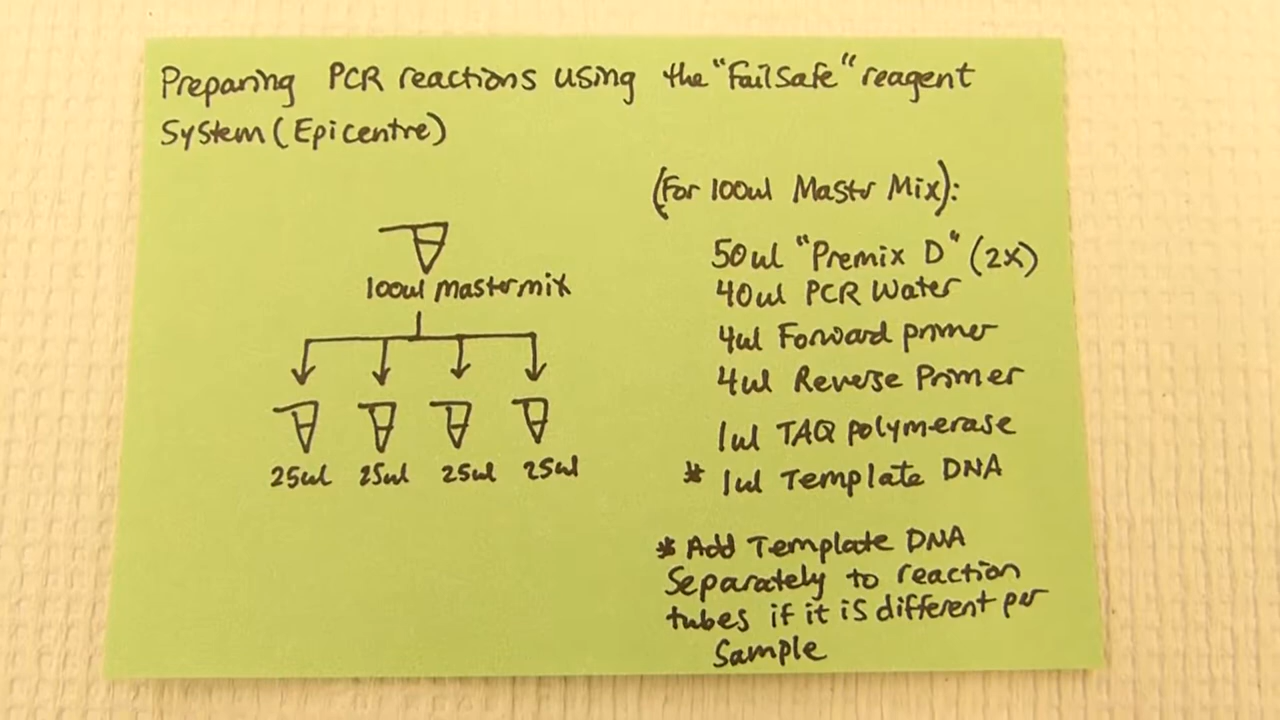 Preparing PCR reactions using the "FailSafe" reagent
System (Epicentre)
100ul mastermix
25ul 25ul 25ul 25ul
(For 100ul Master Mix):
50ul "Premix D" (2x)
40ul PCR Water
4ul Forward primer
4ul Reverse Primer
1ul TAQ polymerase
* 1ul Template DNA
* Add Template DNA
Separately to reaction
tubes if it is different per
Sample